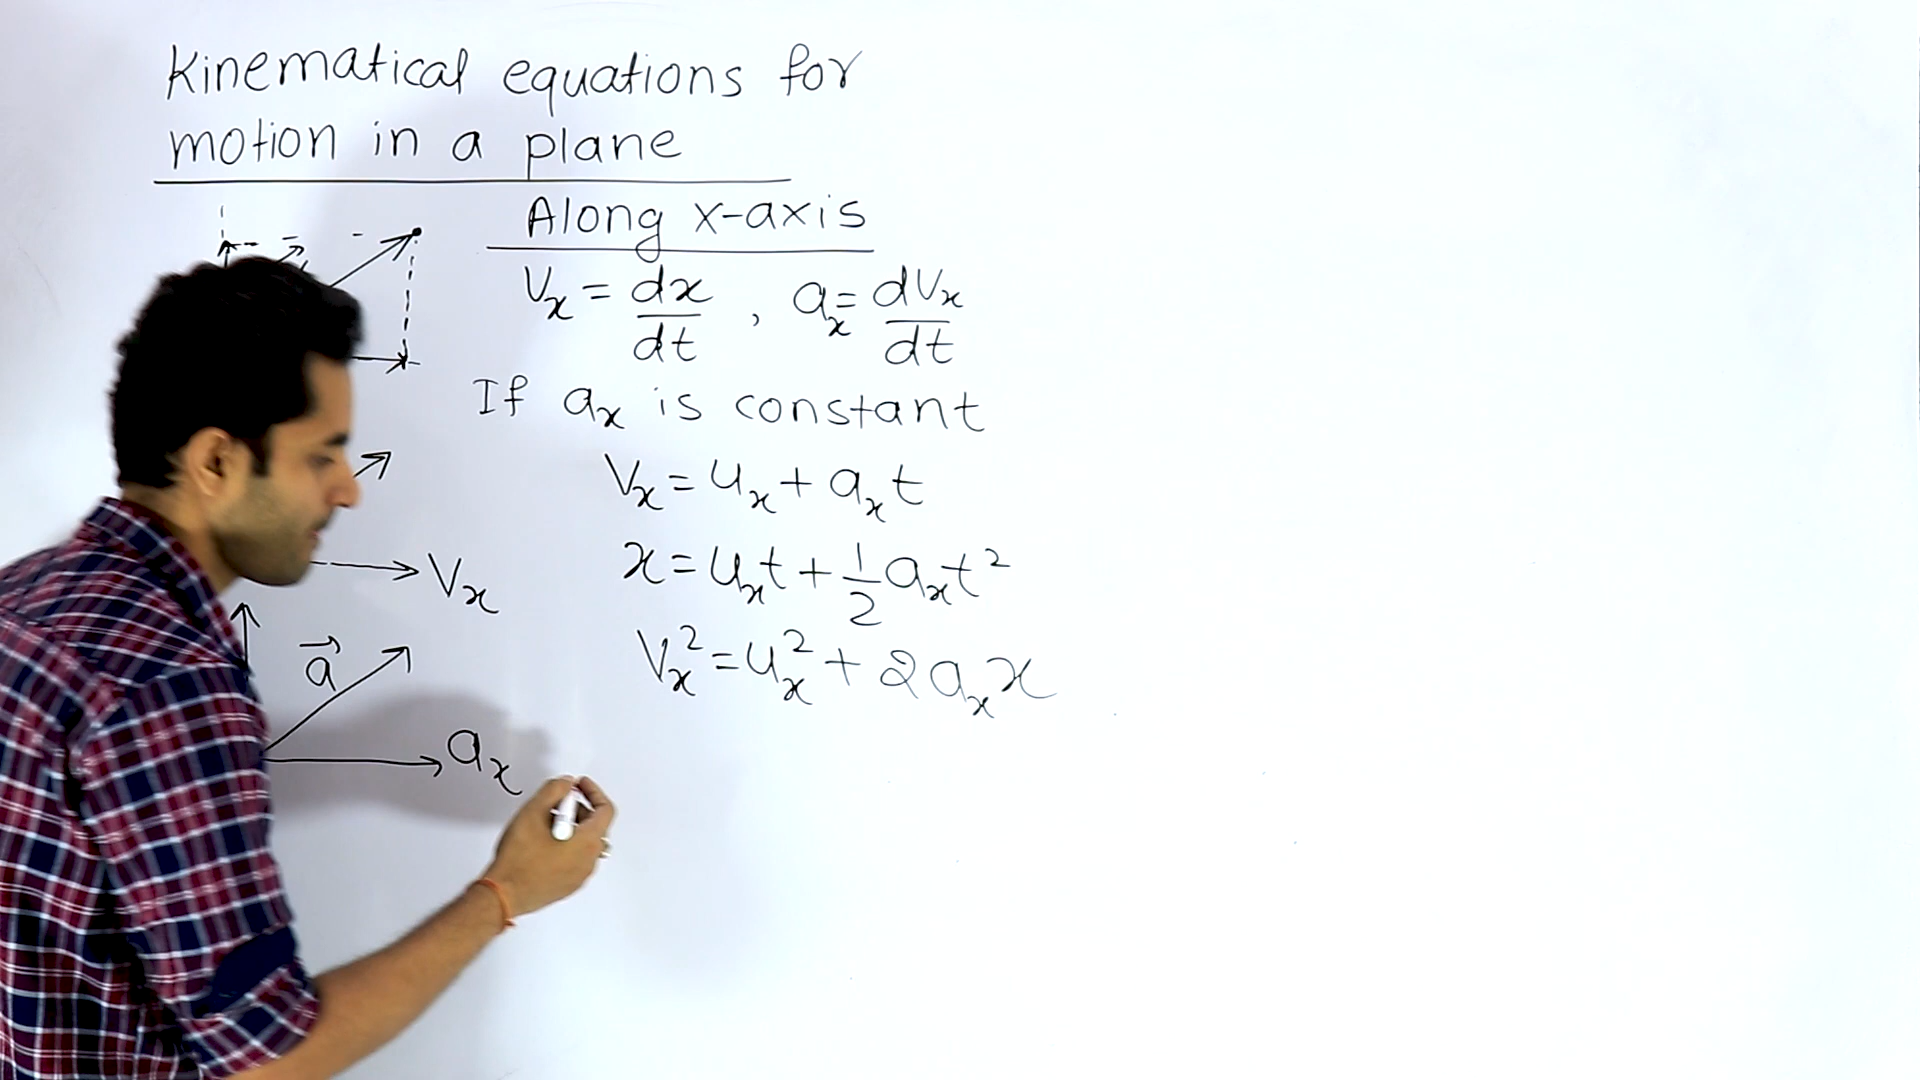 Kinematical equations for
motion in a plane
Along x-axis
Vₓ = dx/dt , aₓ = dVₓ/dt
If aₓ is constant
Vₓ = uₓ + aₓt
x = uₓt + 1/2 aₓt²
Vₓ² = uₓ² + 2aₓx
Vₓ
a⃗
aₓ